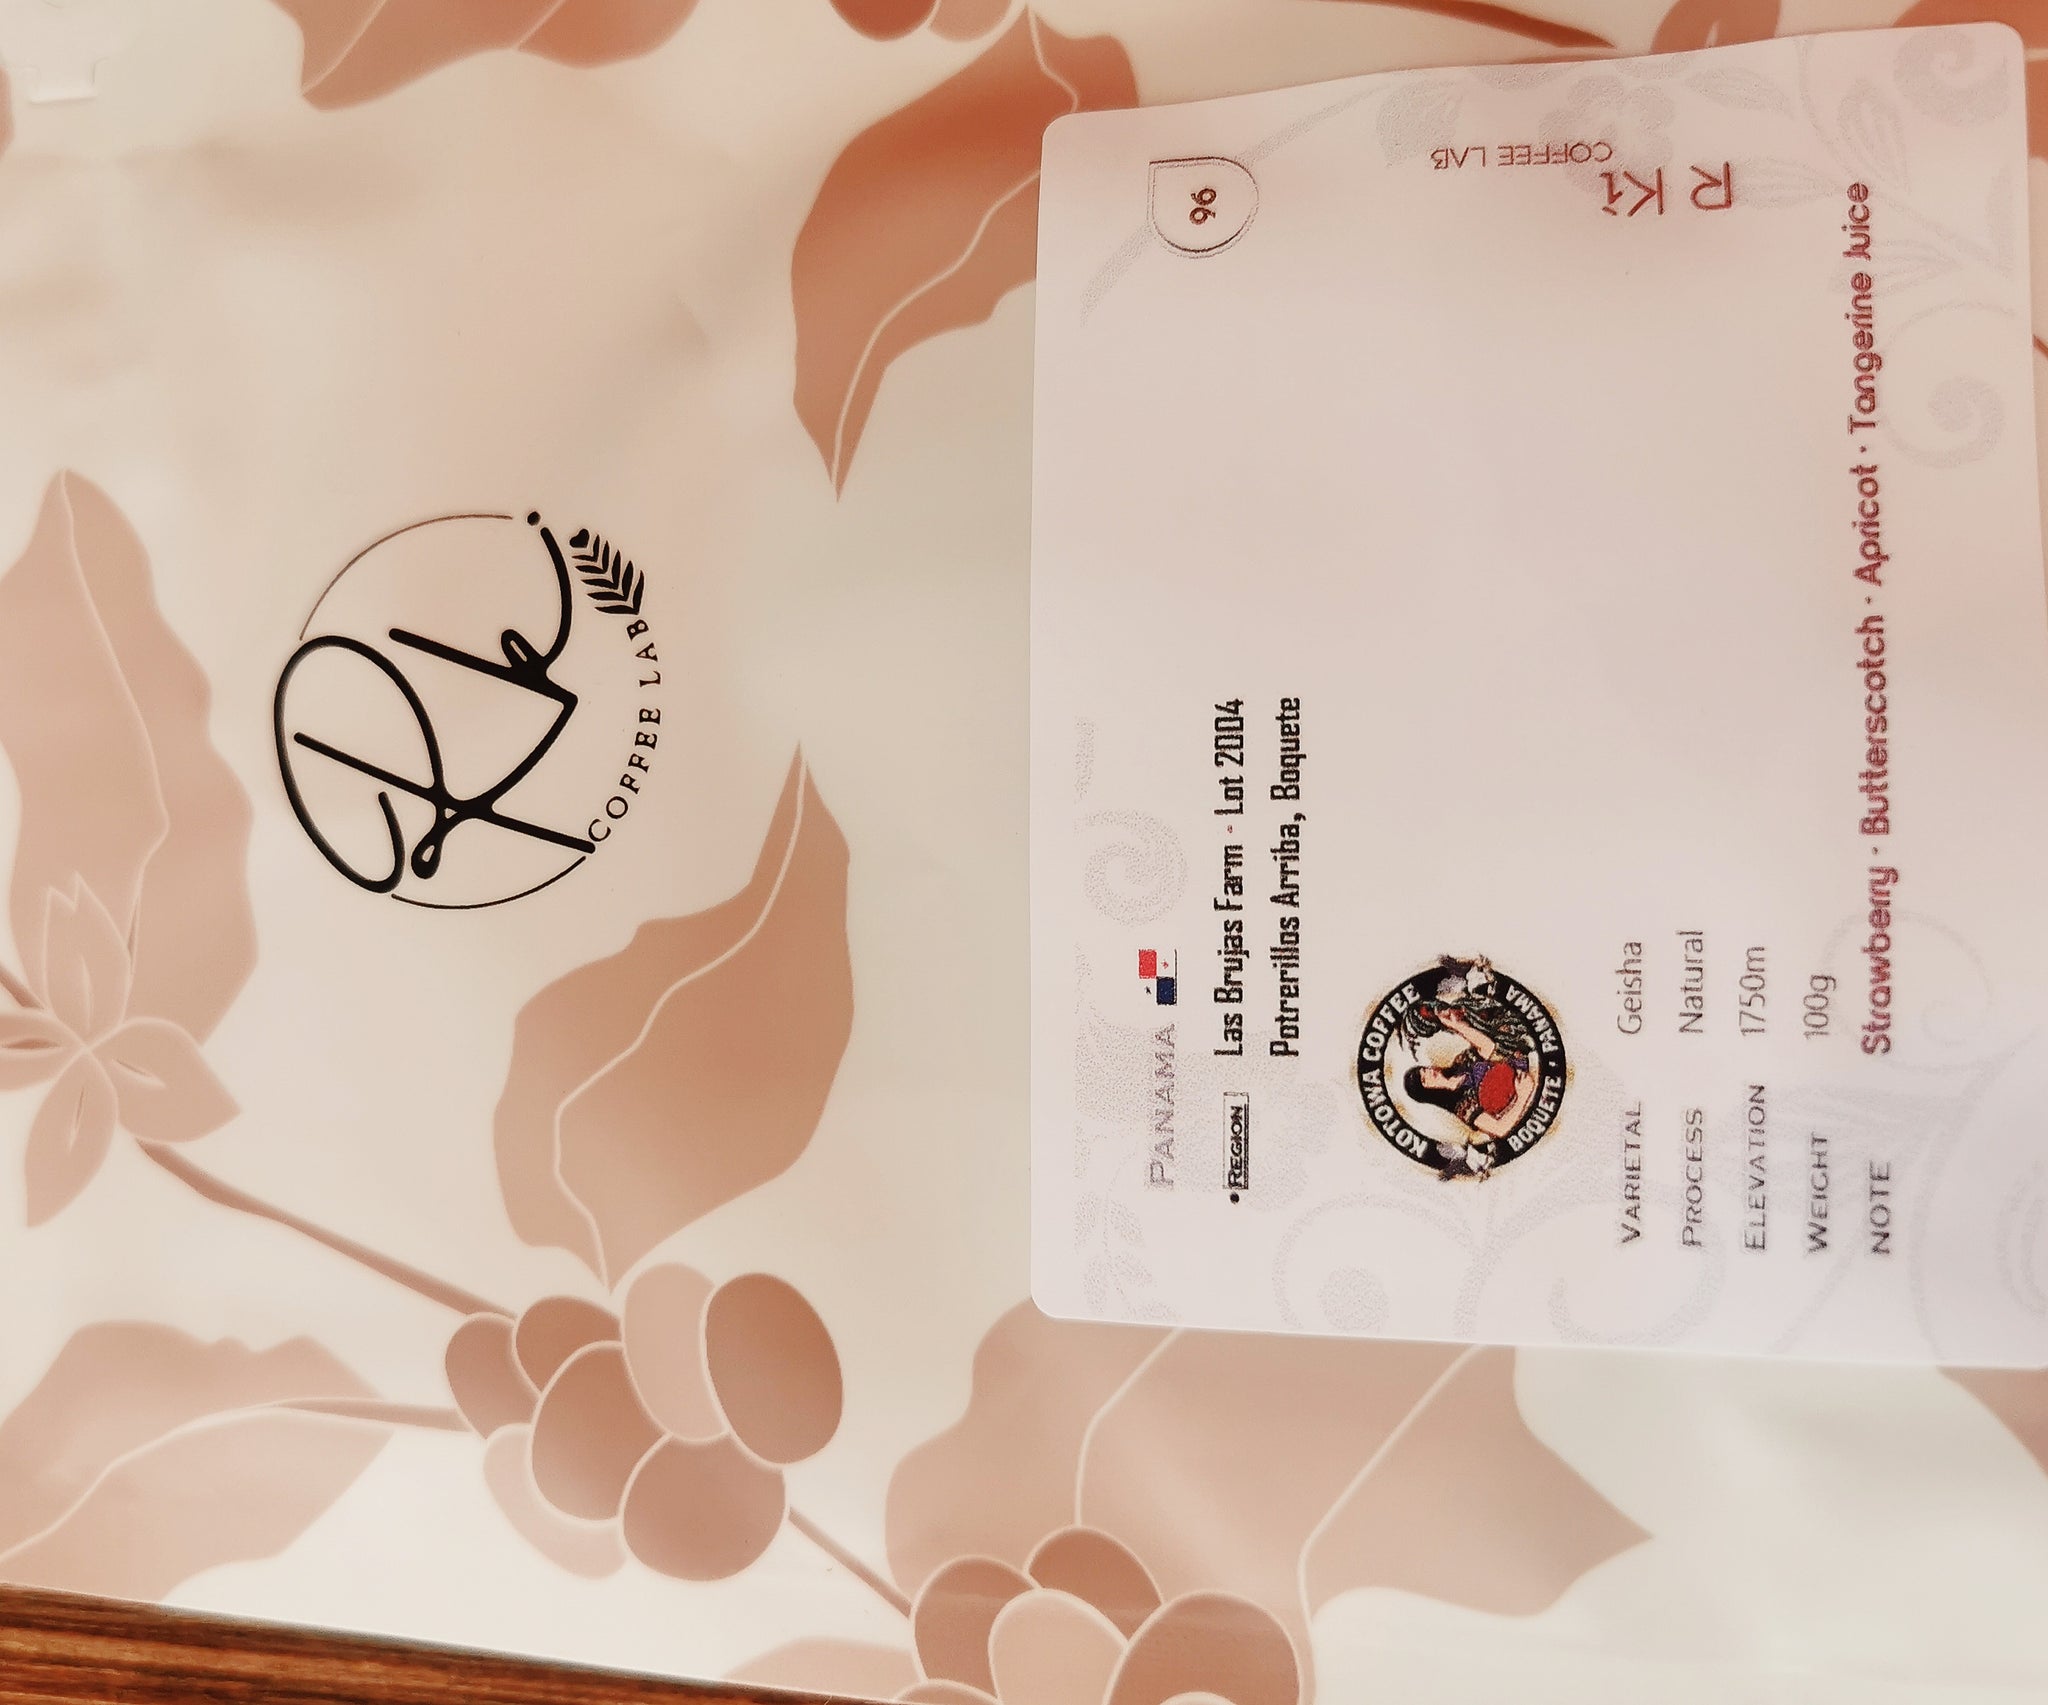 COFFEE LAB
PANAMA
96
•REGION
Las Brujas Farm · Lot 2004
Potrerillos Arriba, Boquete
KOTOWA COFFEE
BOQUETE · PANAMA
VARIETAL Geisha
PROCESS Natural
ELEVATION 1750m
WEIGHT 100g
NOTE Strawberry · Butterscotch · Apricot · Tangerine Juice
R Ki
COFFEE LAB